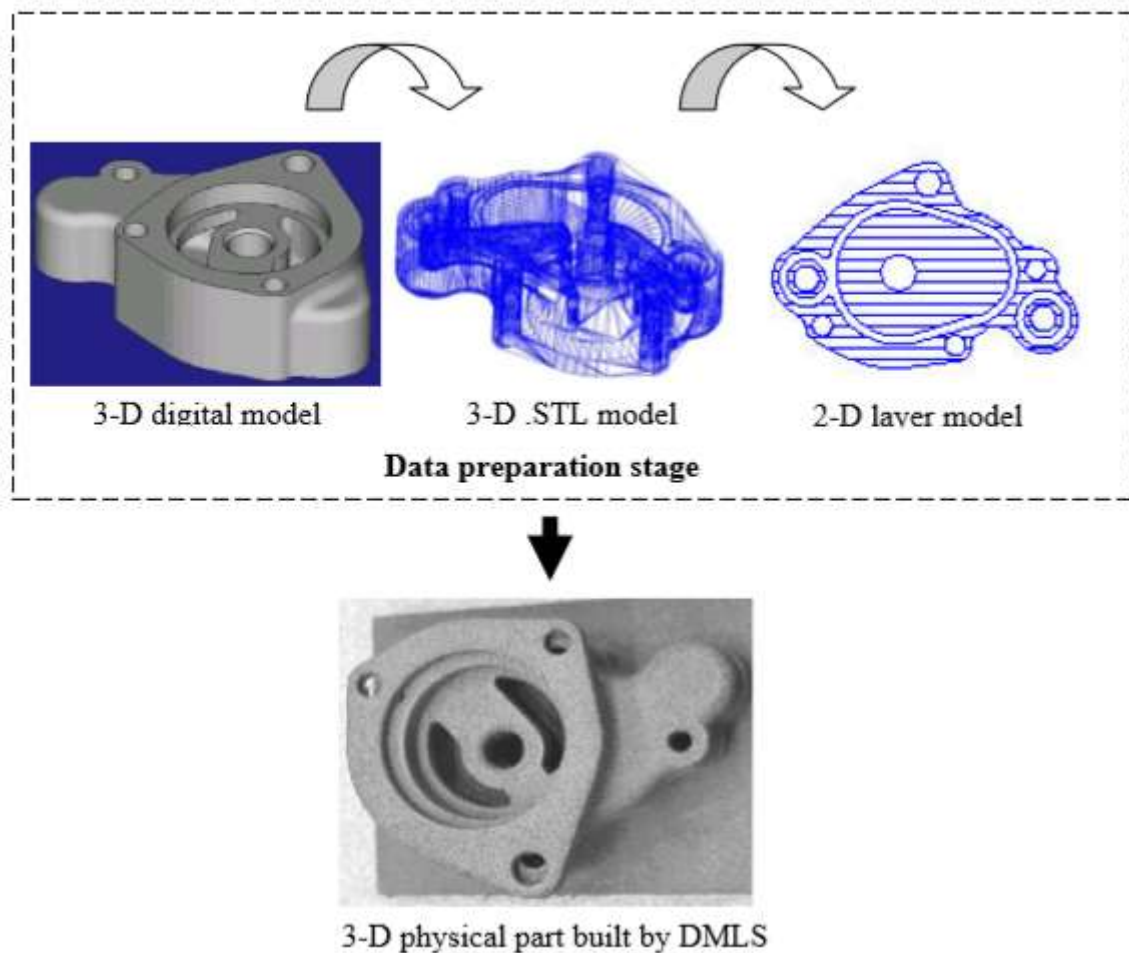 3-D digital model
3-D .STL model
2-D layer model
Data preparation stage
3-D physical part built by DMLS